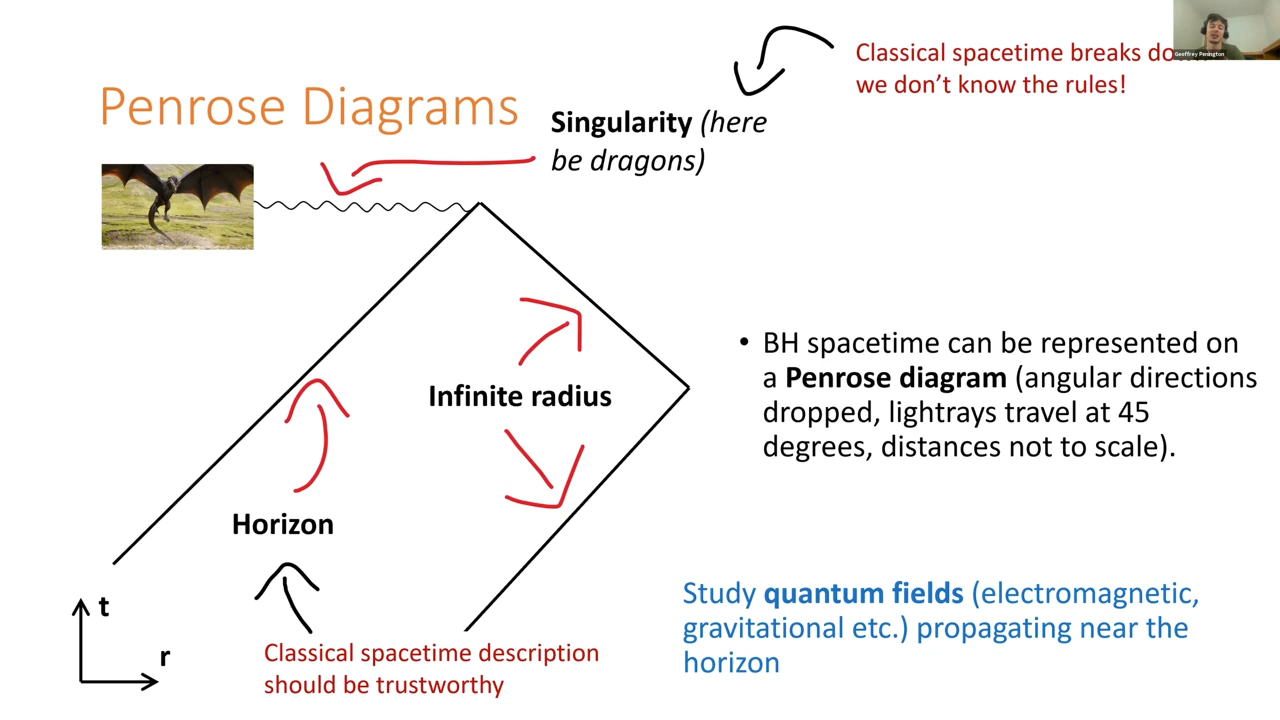 Penrose Diagrams
Singularity (here
be dragons)
Classical spacetime breaks
we don't know the rules!
Geoffrey Penington
Infinite radius
• BH spacetime can be represented on
a Penrose diagram (angular directions
dropped, lightrays travel at 45
degrees, distances not to scale).
Horizon
t
r
Classical spacetime description
should be trustworthy
Study quantum fields (electromagnetic,
gravitational etc.) propagating near the
horizon